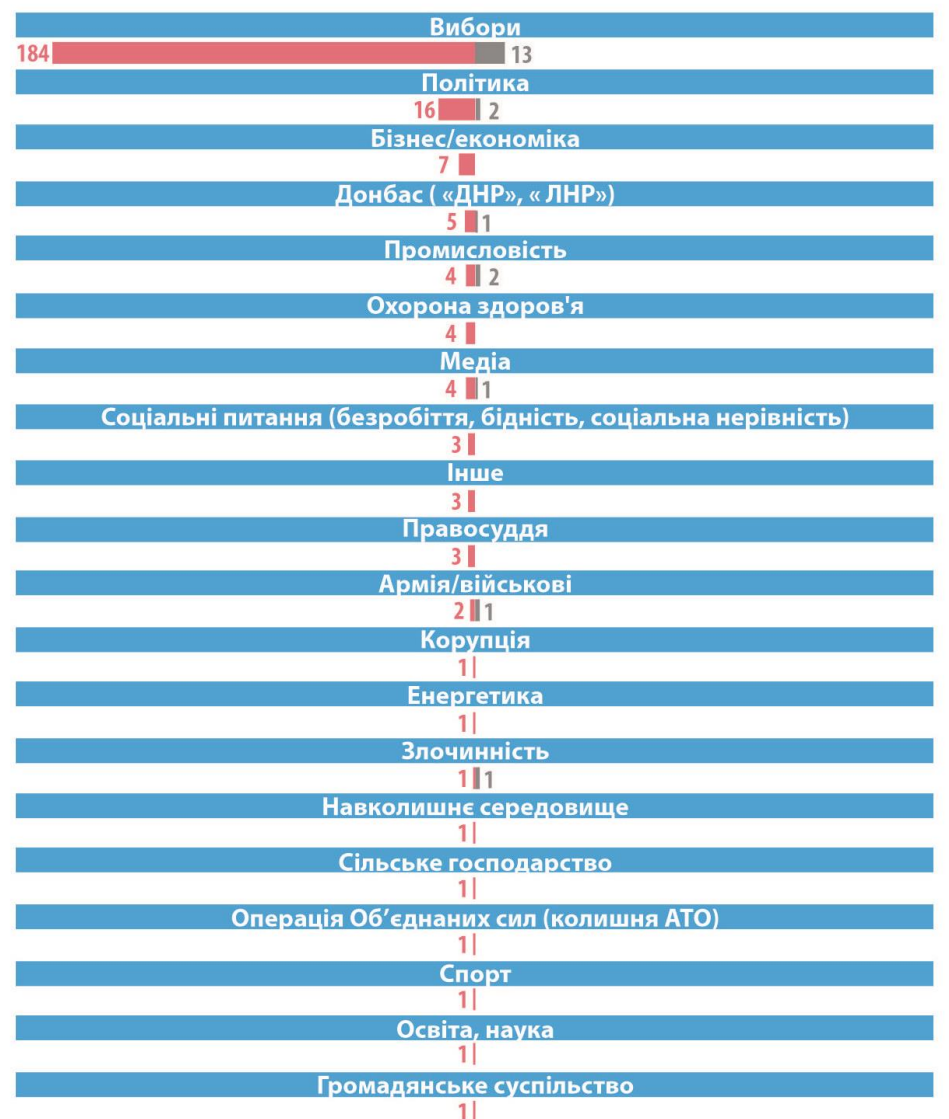 Вибори
184 13
Політика
16 2
Бізнес/економіка
7
Донбас ( «ДНР», « ЛНР»)
5 1
Промисловість
4 2
Охорона здоров'я
4
Медіа
4 1
Соціальні питання (безробіття, бідність, соціальна нерівність)
3
Інше
3
Правосуддя
3
Армія/військові
2 1
Корупція
1
Енергетика
1
Злочинність
1 1
Навколишнє середовище
1
Сільське господарство
1
Операція Об’єднаних сил (колишня АТО)
1
Спорт
1
Освіта, наука
1
Громадянське суспільство
1